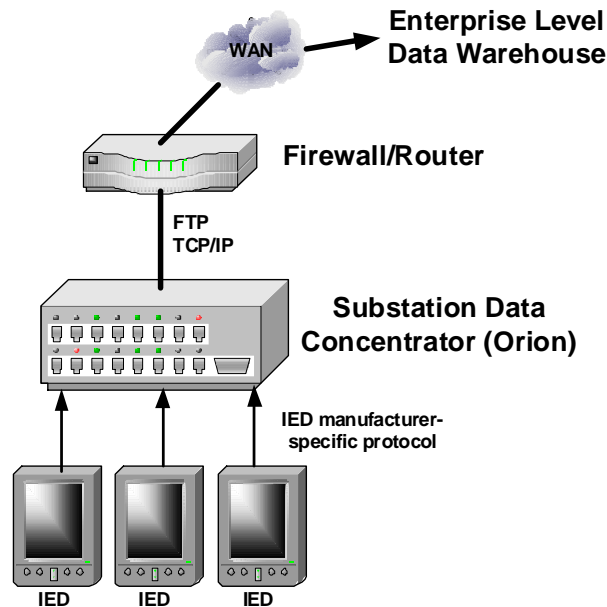 Enterprise Level
Data Warehouse
WAN
Firewall/Router
FTP
TCP/IP
Substation Data
Concentrator (Orion)
IED manufacturer-
specific protocol
IED
IED
IED